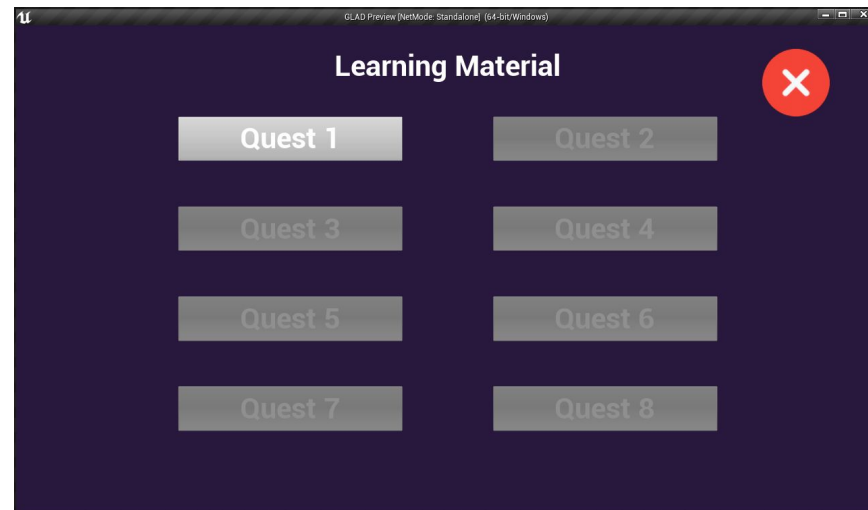 GLAD Preview [NetMode: Standalone] (64-bit/Windows)
Learning Material
Quest 1 Quest 2
Quest 3 Quest 4
Quest 5 Quest 6
Quest 7 Quest 8